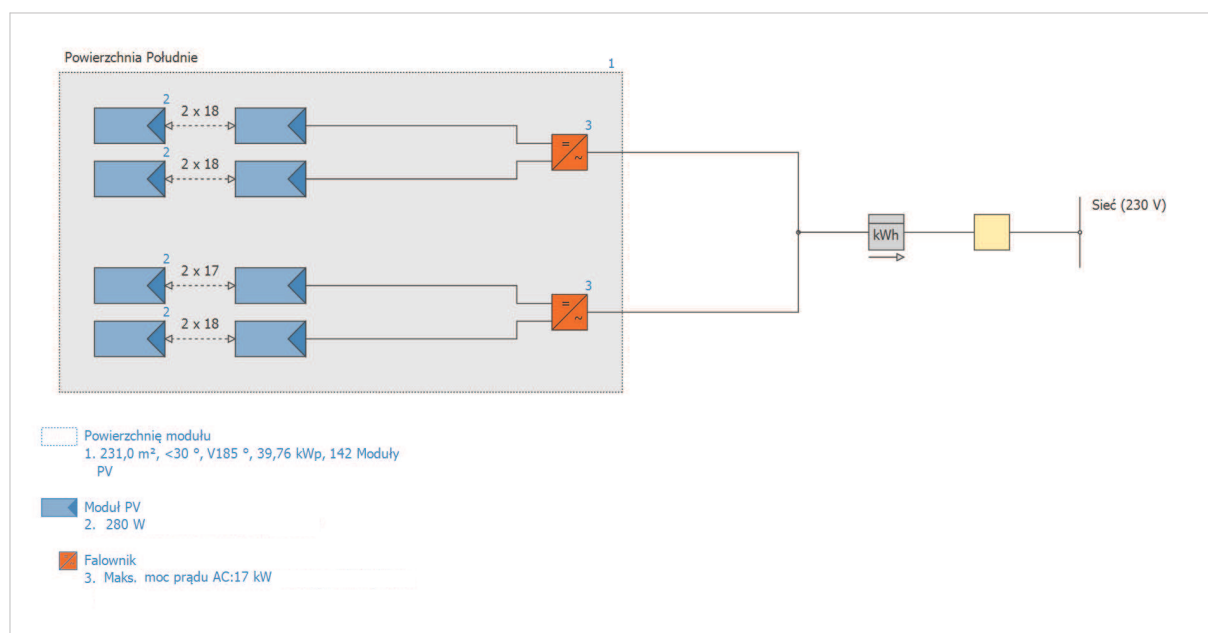 Powierzchnia Południe
1
2
2 x 18
3
2
2 x 18
Sieć (230 V)
kWh
2
2 x 17
3
2
2 x 18
=
~
=
~
Powierzchnię modułu
1. 231,0 m², <30 °, V185 °, 39,76 kWp, 142 Moduły
PV
Moduł PV
2. 280 W
Falownik
3. Maks. moc prądu AC:17 kW